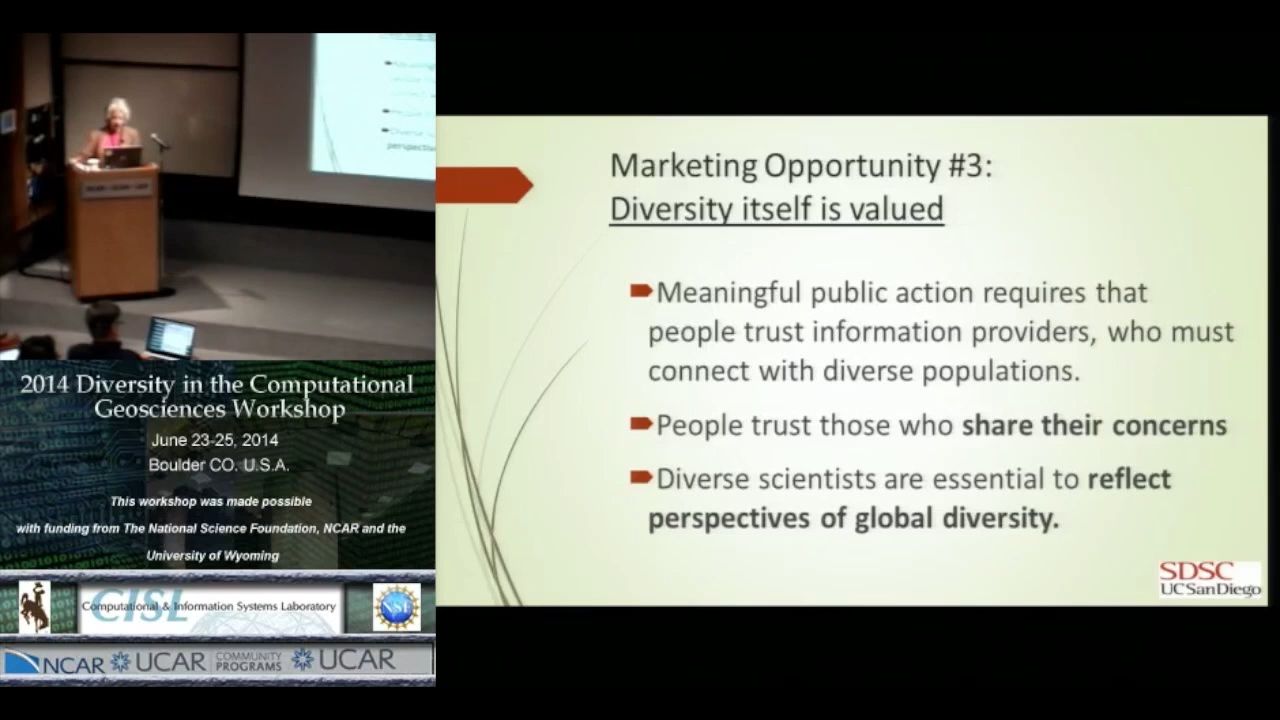 Marketing Opportunity #3:
Diversity itself is valued
Meaningful public action requires that
people trust information providers, who must
connect with diverse populations.
People trust those who share their concerns
Diverse scientists are essential to reflect
perspectives of global diversity.
SDSC
UC San Diego
2014 Diversity in the Computational
Geosciences Workshop
June 23-25, 2014
Boulder CO. U.S.A.
This workshop was made possible
with funding from The National Science Foundation, NCAR and the
University of Wyoming
CISL
Computational & Information Systems Laboratory
NSF
NCAR UCAR COMMUNITY PROGRAMS UCAR